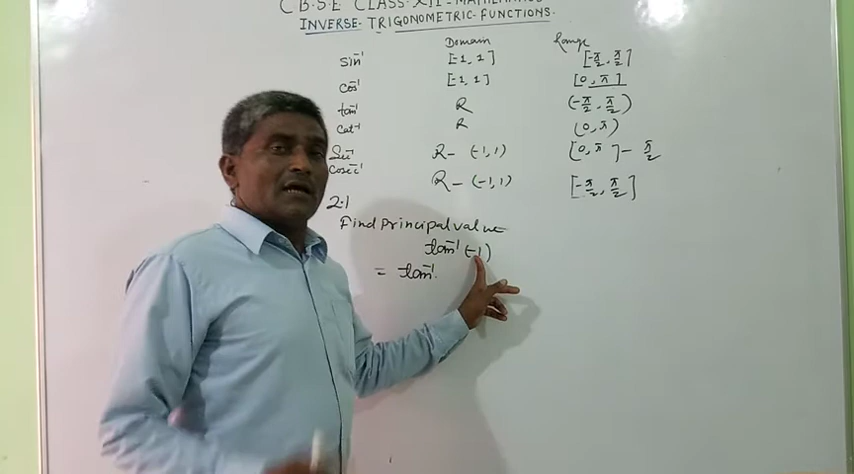 CBSE CLASS-XII-MATHEMATICS
INVERSE-TRIGONOMETRIC-FUNCTIONS.
Domain Range
sin⁻¹ [-1, 1] [-π/2, π/2]
cos⁻¹ [-1, 1] [0, π]
tan⁻¹ R (-π/2, π/2)
cot⁻¹ R (0, π)
Sec⁻¹ R- (-1, 1) [0, π] - π/2
cosec⁻¹ R- (-1, 1) [-π/2, π/2]
2.1
Find Principal value
tan⁻¹ (-1)
= tan⁻¹.